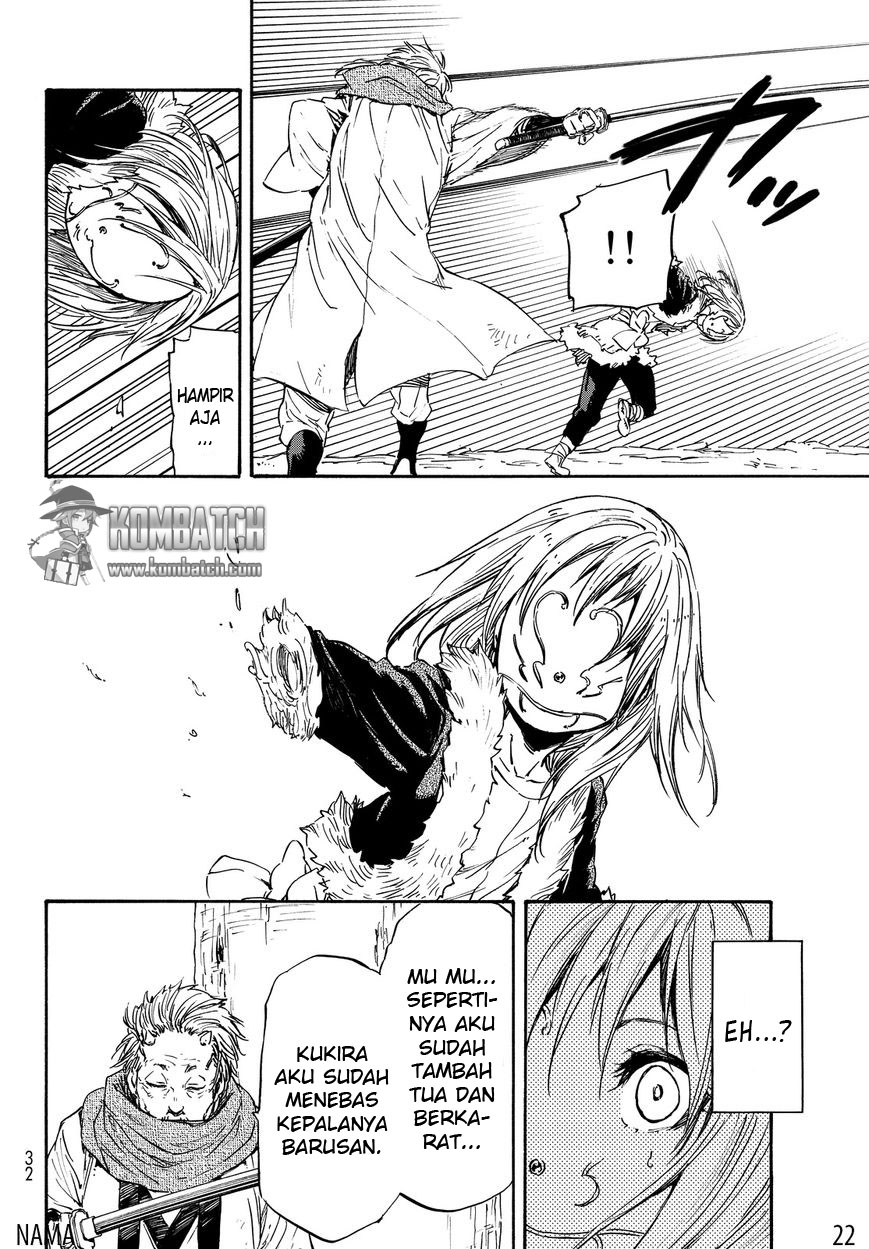 カッ
!!
HAMPIR
AJA
...
KOMBATCH
www.kombatch.com
EH...?
MU MU...
SEPERTI-
NYA AKU
SUDAH
TAMBAH
TUA DAN
BERKA-
RAT...
KUKIRA
AKU SUDAH
MENEBAS
KEPALANYA
BARUSAN.
32
NAMA
22